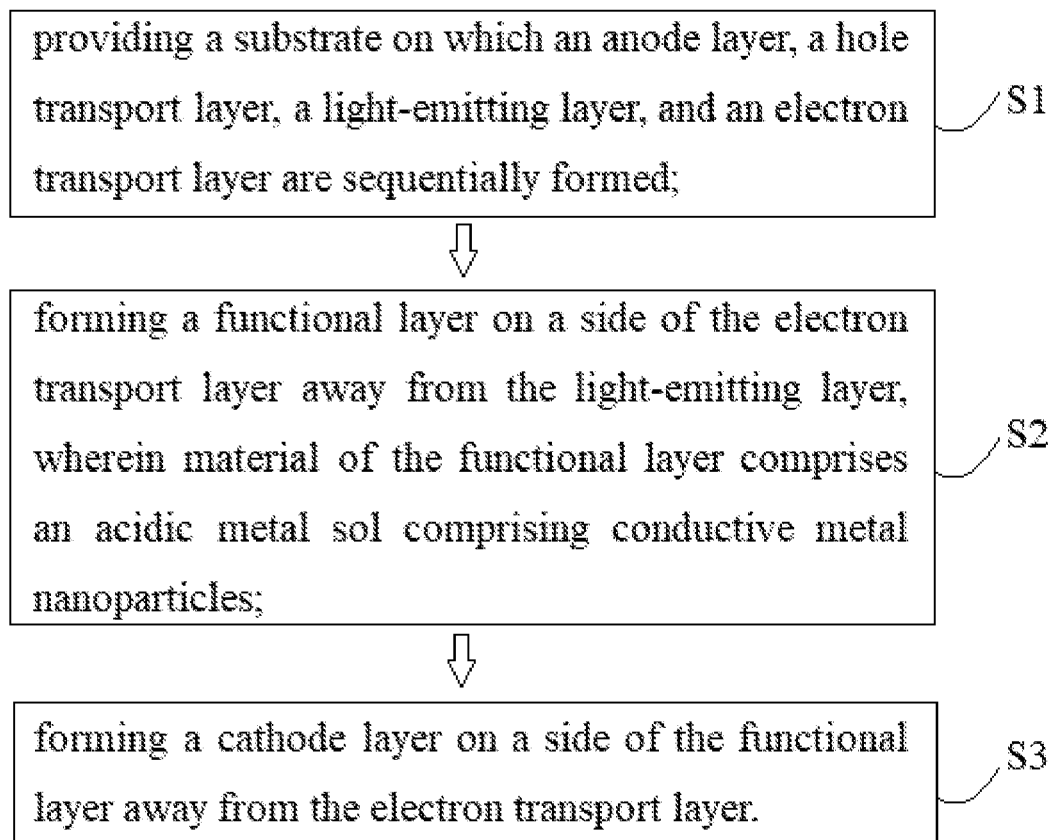 providing a substrate on which an anode layer, a hole
transport layer, a light-emitting layer, and an electron
transport layer are sequentially formed;
S1
forming a functional layer on a side of the electron
transport layer away from the light-emitting layer,
wherein material of the functional layer comprises
an acidic metal sol comprising conductive metal
nanoparticles;
S2
forming a cathode layer on a side of the functional
layer away from the electron transport layer.
S3